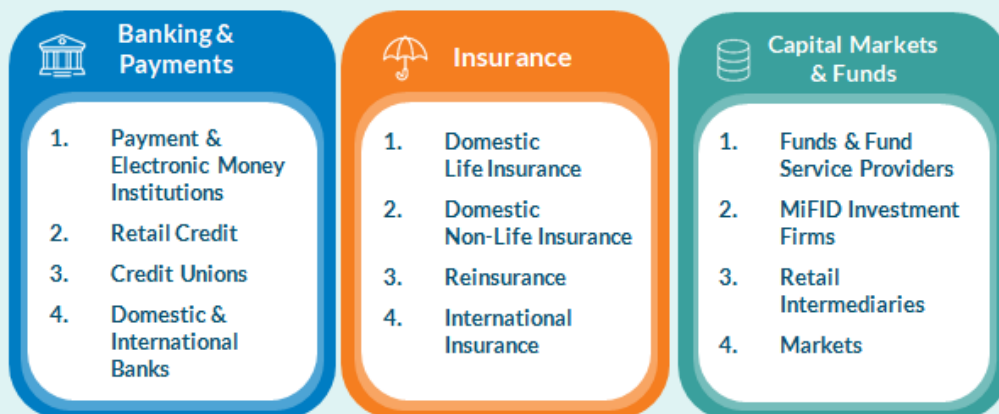 Banking &
Payments
1. Payment &
Electronic Money
Institutions
2. Retail Credit
3. Credit Unions
4. Domestic &
International
Banks
Insurance
1. Domestic
Life Insurance
2. Domestic
Non-Life Insurance
3. Reinsurance
4. International
Insurance
Capital Markets
& Funds
1. Funds & Fund
Service Providers
2. MiFID Investment
Firms
3. Retail
Intermediaries
4. Markets